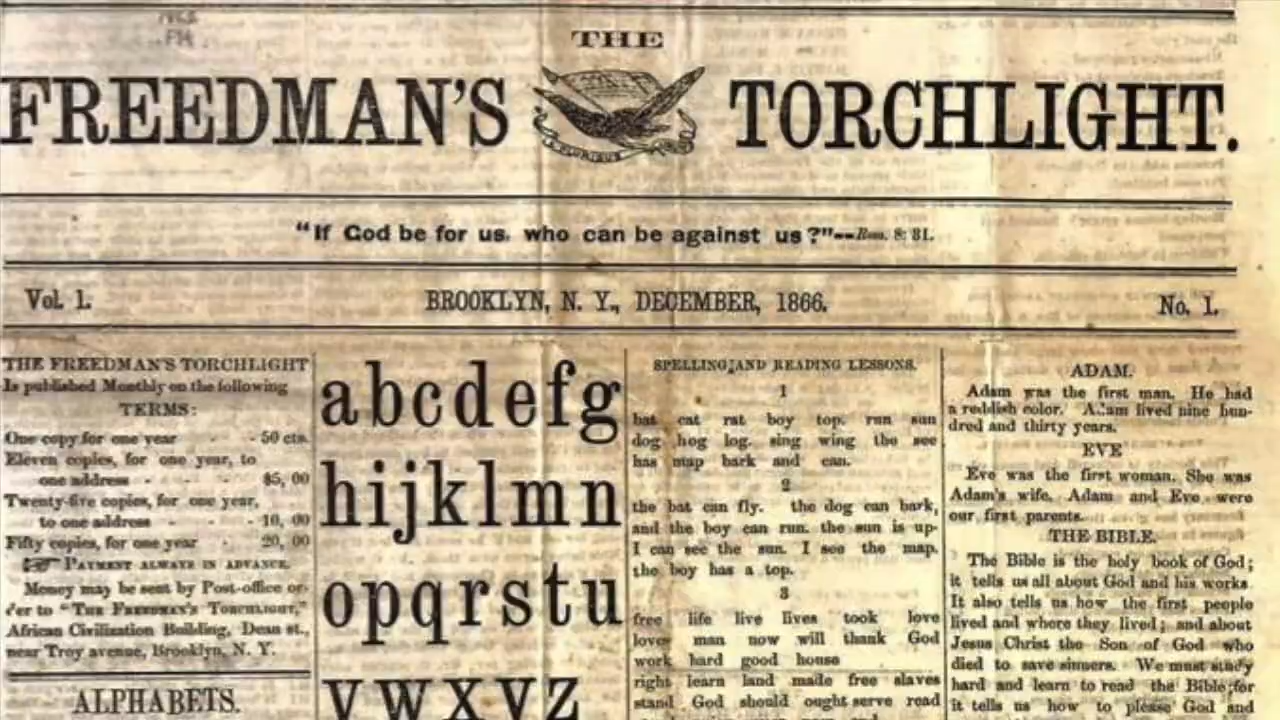 THE
FREEDMAN'S TORCHLIGHT.
"If God be for us. who can be against us?"--Rom. 8: 31.
Vol. 1. BROOKLYN, N. Y., DECEMBER, 1866. No. 1.
THE FREEDMAN'S TORCHLIGHT
Is published Monthly on the following
TERMS:
One copy for one year - - 50 cts.
Eleven copies, for one year, to
one address - - - $5, 00
Twenty-five copies, for one year,
to one address - - - 10, 00
Fifty copies, for one year - 20, 00
PAYMENT ALWAYS IN ADVANCE.
Money may be sent by Post-office or-
der to "THE FREEDMAN'S TORCHLIGHT,"
African Civilization Building, Dean st.,
near Troy avenue, Brooklyn, N. Y.
ALPHABETS.
a b c d e f g
h i j k l m n
o p q r s t u
v w x y z
SPELLING AND READING LESSONS.
1
bat cat rat boy top. run sun
dog hog log. sing wing the see
has map bark and can.
2
the bat can fly. the dog can bark,
and the boy can run. the sun is up-
I can see the sun. I see the map.
the boy has a top.
3
free life live lives took love
loves man now will thank God
work hard good house
right learn land made free slaves
stand God should ought serve read
ADAM.
Adam was the first man. He had
a reddish color. Adam lived nine hun-
dred and thirty years.
EVE
Eve was the first woman. She was
Adam's wife. Adam and Eve were
our first parents.
THE BIBLE.
The Bible is the holy book of God;
it tells us all about God and his works
It also tells us how the first people
lived and where they lived; and about
Jesus Christ the Son of God who
died to save sinners. We must study
hard and learn to read the Bible; for
it tells us how to please God and